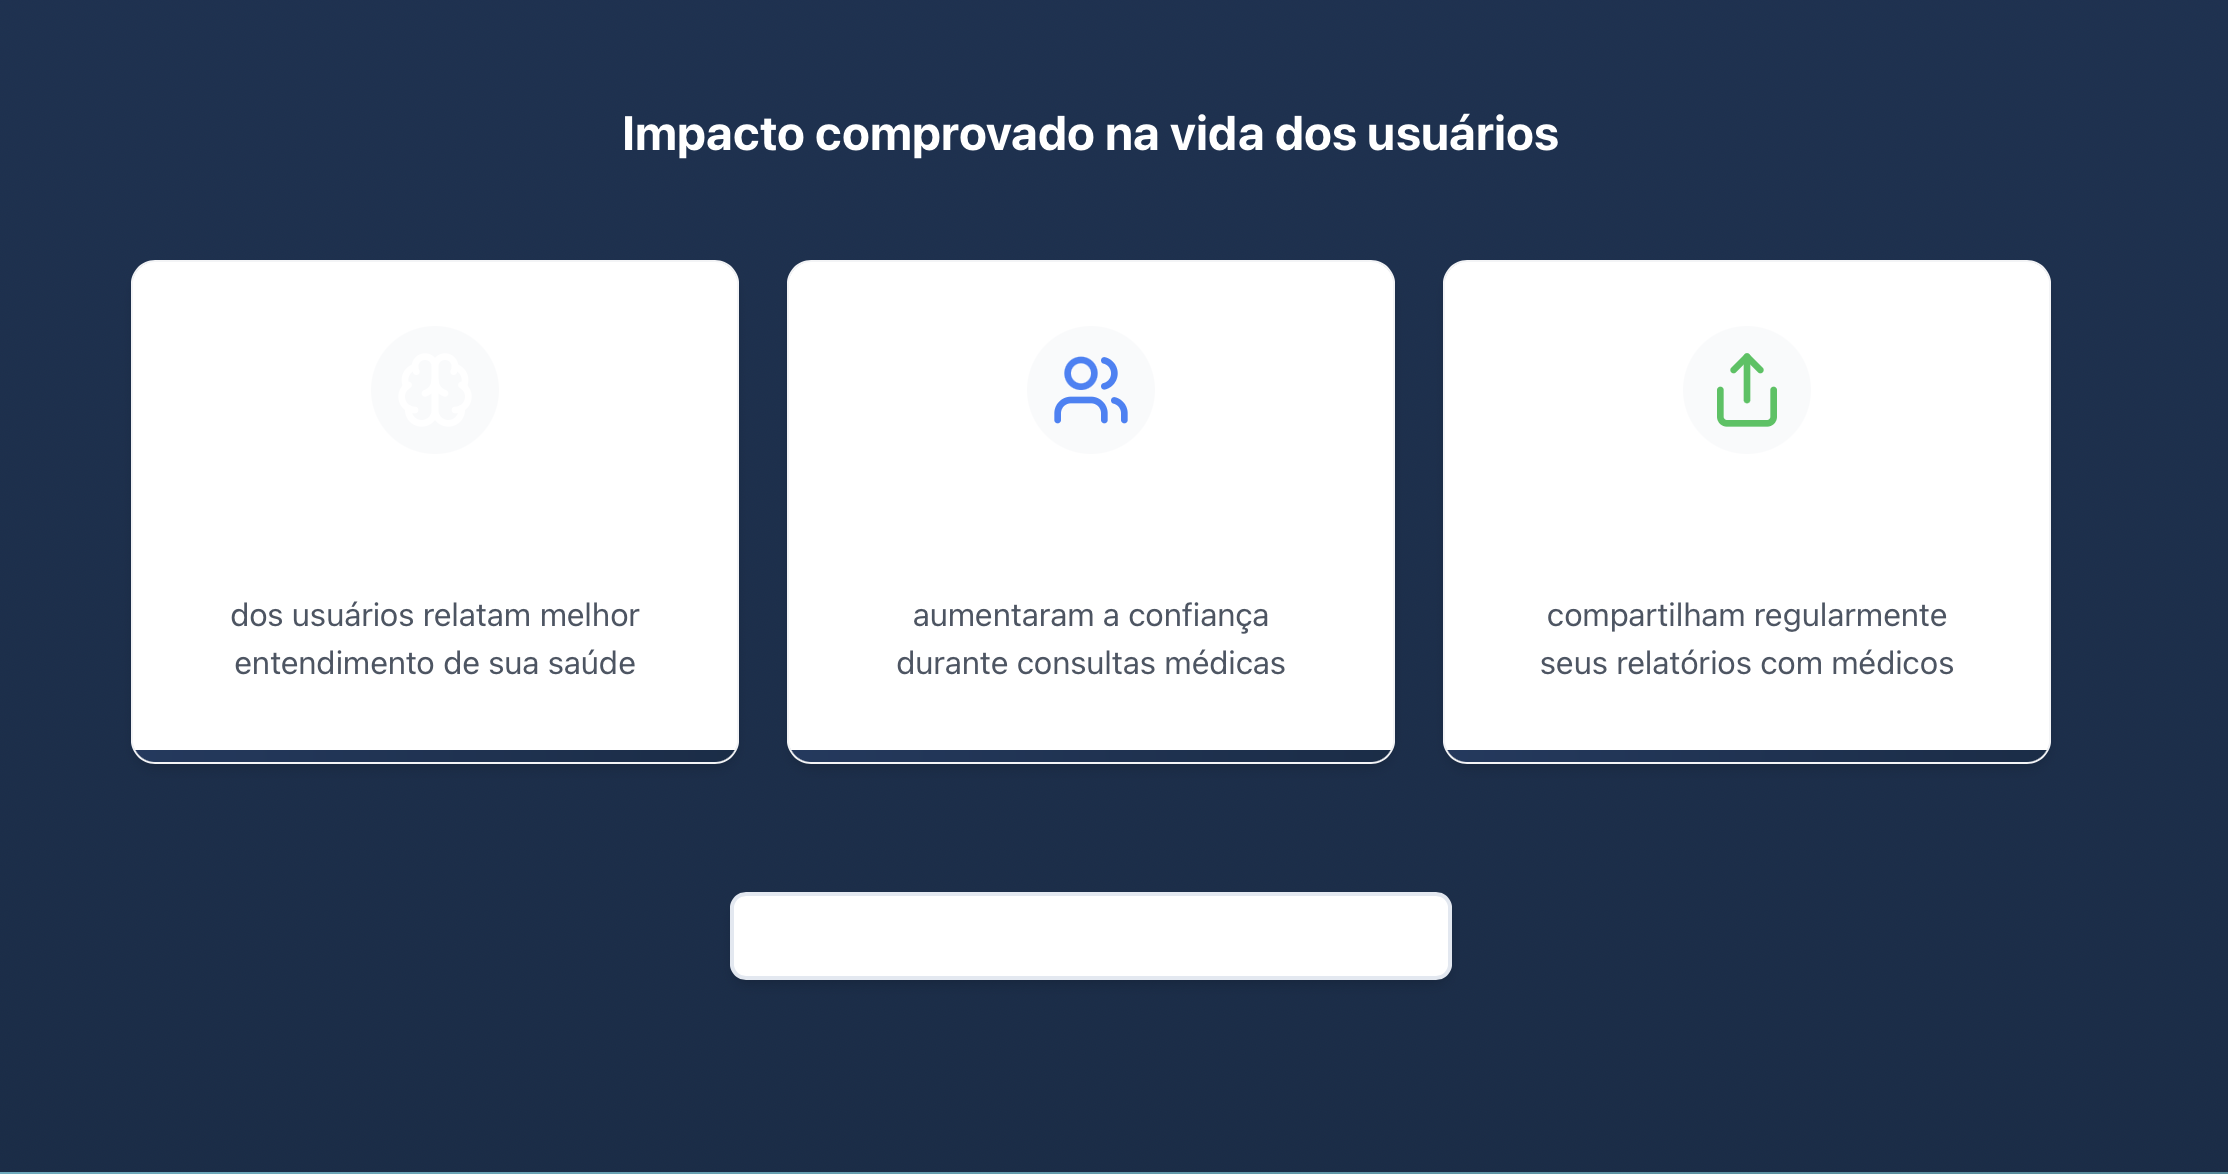 Impacto comprovado na vida dos usuários
dos usuários relatam melhor
entendimento de sua saúde
aumentaram a confiança
durante consultas médicas
compartilham regularmente
seus relatórios com médicos